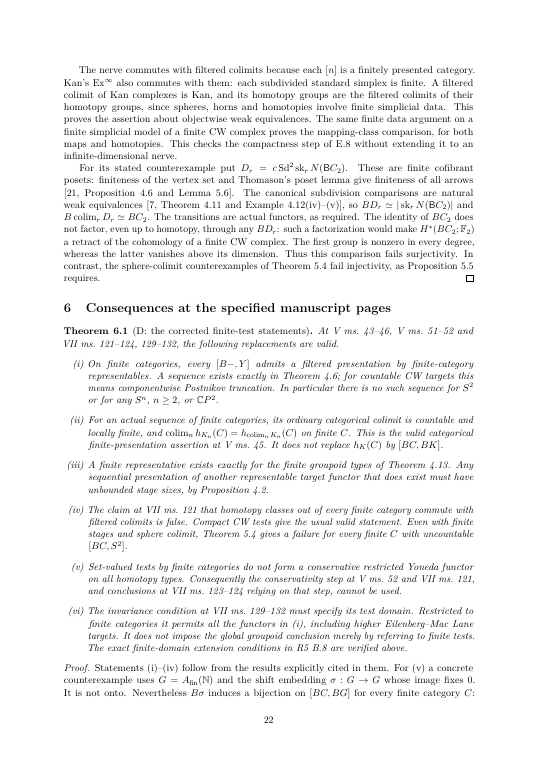 The nerve commutes with filtered colimits because each [n] is a finitely presented category.
Kan's Ex^∞ also commutes with them: each subdivided standard simplex is finite. A filtered
colimit of Kan complexes is Kan, and its homotopy groups are the filtered colimits of their
homotopy groups, since spheres, horns and homotopies involve finite simplicial data. This
proves the assertion about objectwise weak equivalences. The same finite data argument on a
finite simplicial model of a finite CW complex proves the mapping-class comparison, for both
maps and homotopies. This checks the compactness step of E.8 without extending it to an
infinite-dimensional nerve.
For its stated counterexample put D_r = c Sd² sk_r N(BC₂). These are finite cofibrant
posets: finiteness of the vertex set and Thomason's poset lemma give finiteness of all arrows
[21, Proposition 4.6 and Lemma 5.6]. The canonical subdivision comparisons are natural
weak equivalences [7, Theorem 4.11 and Example 4.12(iv)–(v)], so BD_r ≃ |sk_r N(BC₂)| and
B colim_r D_r ≃ BC₂. The transitions are actual functors, as required. The identity of BC₂ does
not factor, even up to homotopy, through any BD_r: such a factorization would make H*(BC₂; F₂)
a retract of the cohomology of a finite CW complex. The first group is nonzero in every degree,
whereas the latter vanishes above its dimension. Thus this comparison fails surjectivity. In
contrast, the sphere-colimit counterexamples of Theorem 5.4 fail injectivity, as Proposition 5.5
requires. □
6 Consequences at the specified manuscript pages
Theorem 6.1 (D: the corrected finite-test statements). At V ms. 43–46, V ms. 51–52 and
VII ms. 121–124, 129–132, the following replacements are valid.
(i) On finite categories, every [B−, Y] admits a filtered presentation by finite-category
representables. A sequence exists exactly in Theorem 4.6; for countable CW targets this
means componentwise Postnikov truncation. In particular there is no such sequence for S²
or for any Sⁿ, n ≥ 2, or CP².
(ii) For an actual sequence of finite categories, its ordinary categorical colimit is countable and
locally finite, and colim_n h_{K_n}(C) = h_{colim_n K_n}(C) on finite C. This is the valid categorical
finite-presentation assertion at V ms. 45. It does not replace h_K(C) by [BC, BK].
(iii) A finite representative exists exactly for the finite groupoid types of Theorem 4.13. Any
sequential presentation of another representable target functor that does exist must have
unbounded stage sizes, by Proposition 4.2.
(iv) The claim at VII ms. 121 that homotopy classes out of every finite category commute with
filtered colimits is false. Compact CW tests give the usual valid statement. Even with finite
stages and sphere colimit, Theorem 5.4 gives a failure for every finite C with uncountable
[BC, S²].
(v) Set-valued tests by finite categories do not form a conservative restricted Yoneda functor
on all homotopy types. Consequently the conservativity step at V ms. 52 and VII ms. 121,
and conclusions at VII ms. 123–124 relying on that step, cannot be used.
(vi) The invariance condition at VII ms. 129–132 must specify its test domain. Restricted to
finite categories it permits all the functors in (i), including higher Eilenberg–Mac Lane
targets. It does not impose the global groupoid conclusion merely by referring to finite tests.
The exact finite-domain extension conditions in R5 B.8 are verified above.
Proof. Statements (i)–(iv) follow from the results explicitly cited in them. For (v) a concrete
counterexample uses G = A_fin(N) and the shift embedding σ : G → G whose image fixes 0.
It is not onto. Nevertheless Bσ induces a bijection on [BC, BG] for every finite category C:
22